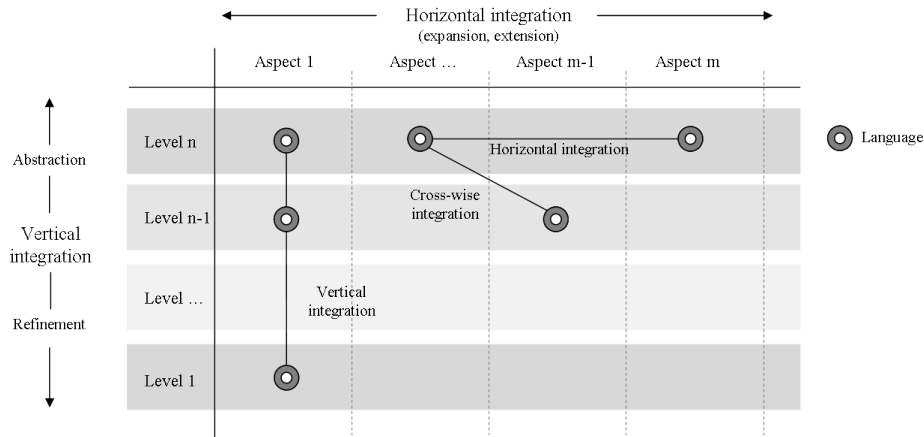 Horizontal integration
(expansion, extension)
Aspect 1
Aspect …
Aspect m-1
Aspect m
Level n
Language
Horizontal integration
Abstraction
Cross-wise
integration
Level n-1
Vertical
integration
Level …
Vertical
integration
Refinement
Level 1